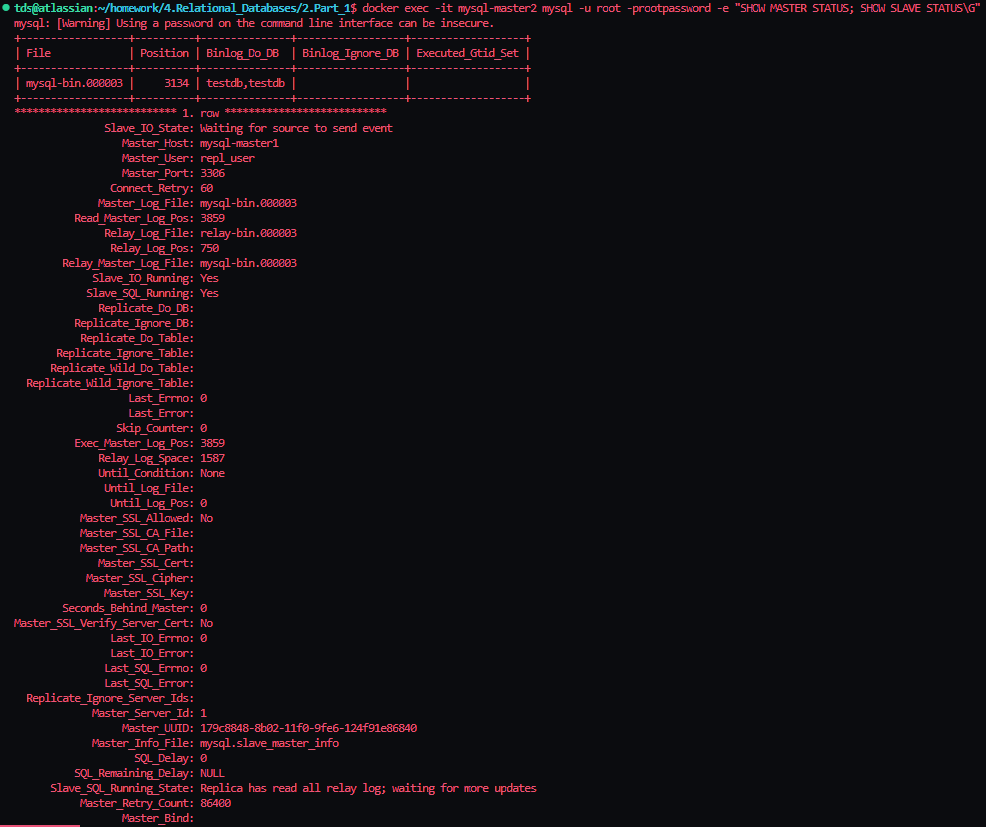 tds@atlassian:~/homework/4.Relational_Databases/2.Part_1$ docker exec -it mysql-master2 mysql -u root -prootpassword -e "SHOW MASTER STATUS; SHOW SLAVE STATUS\G"
mysql: [Warning] Using a password on the command line interface can be insecure.
+------------------+----------+---------------+------------------+-------------------+
| File             | Position | Binlog_Do_DB  | Binlog_Ignore_DB | Executed_Gtid_Set |
+------------------+----------+---------------+------------------+-------------------+
| mysql-bin.000003 |     3134 | testdb,testdb |                  |                   |
+------------------+----------+---------------+------------------+-------------------+
*************************** 1. row ***************************
               Slave_IO_State: Waiting for source to send event
                  Master_Host: mysql-master1
                  Master_User: repl_user
                  Master_Port: 3306
                Connect_Retry: 60
              Master_Log_File: mysql-bin.000003
          Read_Master_Log_Pos: 3859
               Relay_Log_File: relay-bin.000003
                Relay_Log_Pos: 750
        Relay_Master_Log_File: mysql-bin.000003
             Slave_IO_Running: Yes
            Slave_SQL_Running: Yes
              Replicate_Do_DB:
          Replicate_Ignore_DB:
           Replicate_Do_Table:
       Replicate_Ignore_Table:
      Replicate_Wild_Do_Table:
  Replicate_Wild_Ignore_Table:
                   Last_Errno: 0
                   Last_Error:
                 Skip_Counter: 0
          Exec_Master_Log_Pos: 3859
              Relay_Log_Space: 1587
              Until_Condition: None
               Until_Log_File:
                Until_Log_Pos: 0
           Master_SSL_Allowed: No
           Master_SSL_CA_File:
           Master_SSL_CA_Path:
              Master_SSL_Cert:
            Master_SSL_Cipher:
               Master_SSL_Key:
        Seconds_Behind_Master: 0
Master_SSL_Verify_Server_Cert: No
                Last_IO_Errno: 0
                Last_IO_Error:
               Last_SQL_Errno: 0
               Last_SQL_Error:
  Replicate_Ignore_Server_Ids:
             Master_Server_Id: 1
                  Master_UUID: 179c8848-8b02-11f0-9fe6-124f91e86840
             Master_Info_File: mysql.slave_master_info
                    SQL_Delay: 0
          SQL_Remaining_Delay: NULL
      Slave_SQL_Running_State: Replica has read all relay log; waiting for more updates
           Master_Retry_Count: 86400
                  Master_Bind: